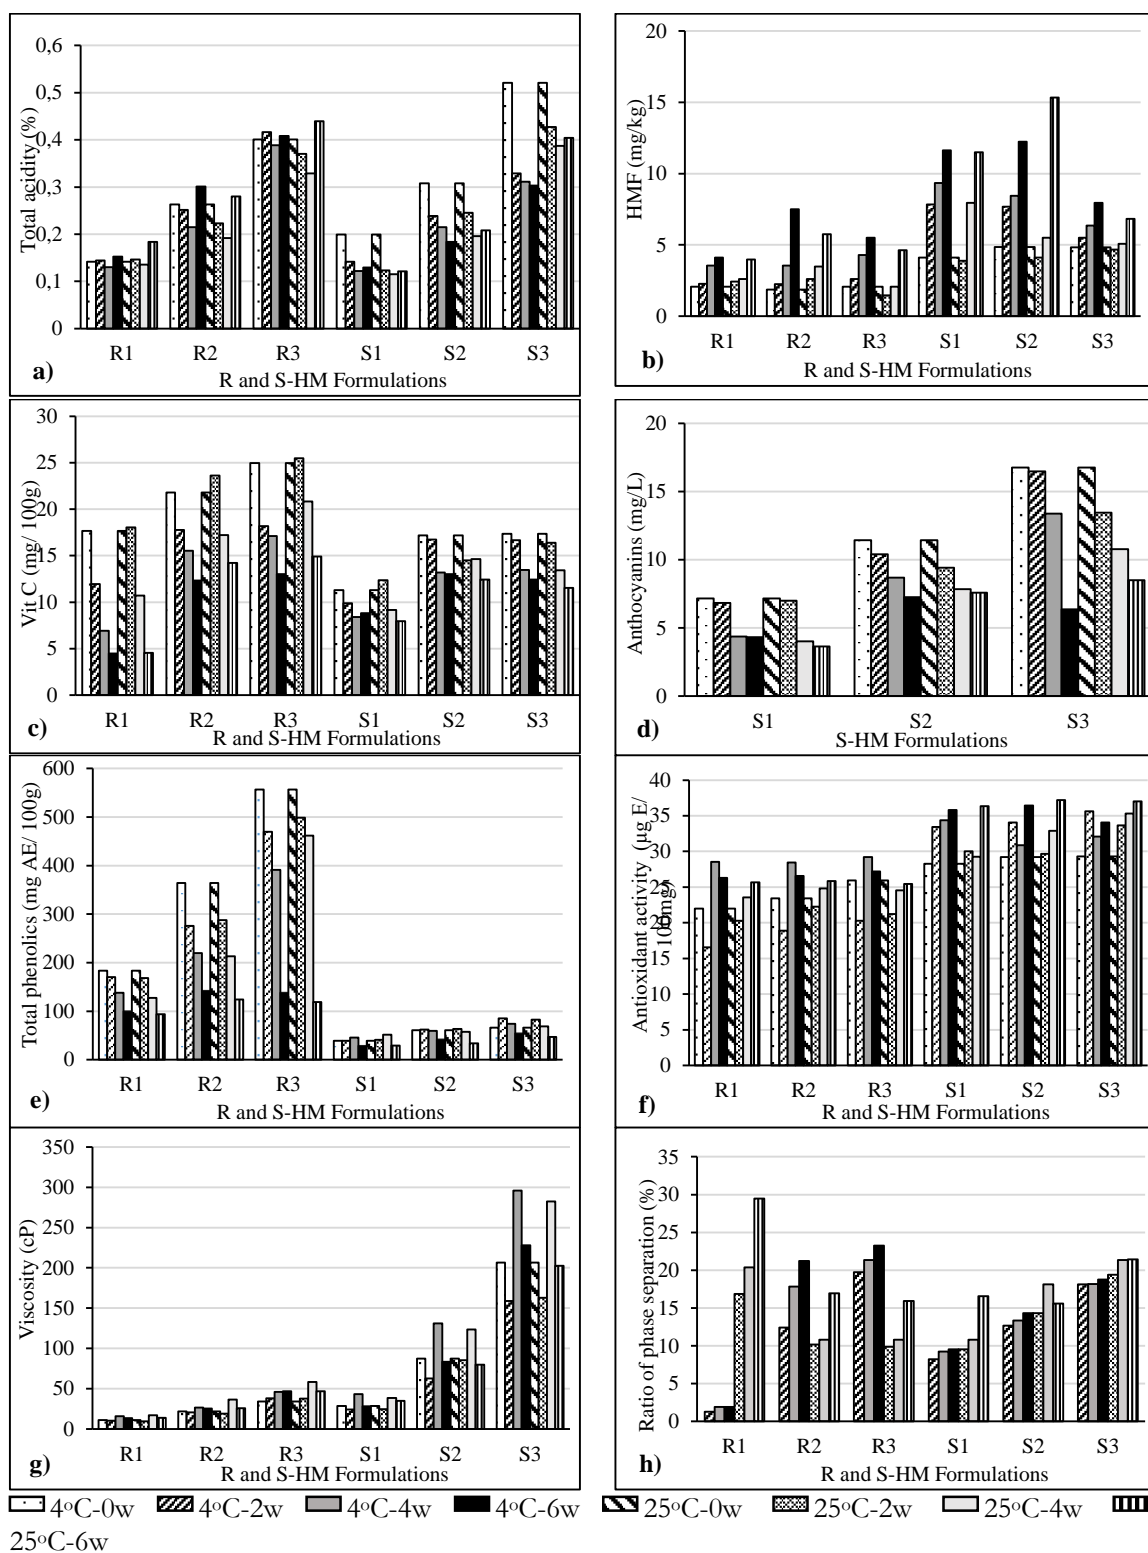 0,6
0,5
0,4
0,3
0,2
0,1
0
Total acidity (%)
R1 R2 R3 S1 S2 S3
a)
R and S-HM Formulations
20
15
10
5
0
HMF (mg/kg)
R1 R2 R3 S1 S2 S3
b)
R and S-HM Formulations
30
25
20
15
10
5
0
Vit C (mg/ 100g)
R1 R2 R3 S1 S2 S3
c)
R and S-HM Formulations
20
15
10
5
0
Anthocyanins (mg/L)
S1 S2 S3
d)
S-HM Formulations
600
500
400
300
200
100
0
Total phenolics (mg AE/ 100g)
R1 R2 R3 S1 S2 S3
e)
R and S-HM Formulations
40
35
30
25
20
15
10
5
0
Antioxidant activity (µg E/
100mg)
R1 R2 R3 S1 S2 S3
f)
R and S-HM Formulations
350
300
250
200
150
100
50
0
Viscosity (cP)
R1 R2 R3 S1 S2 S3
g)
R and S-HM Formulations
35
30
25
20
15
10
5
0
Ratio of phase separation (%)
R1 R2 R3 S1 S2 S3
h)
R and S-HM Formulations
4°C-0w 4°C-2w 4°C-4w 4°C-6w 25°C-0w 25°C-2w 25°C-4w
25°C-6w